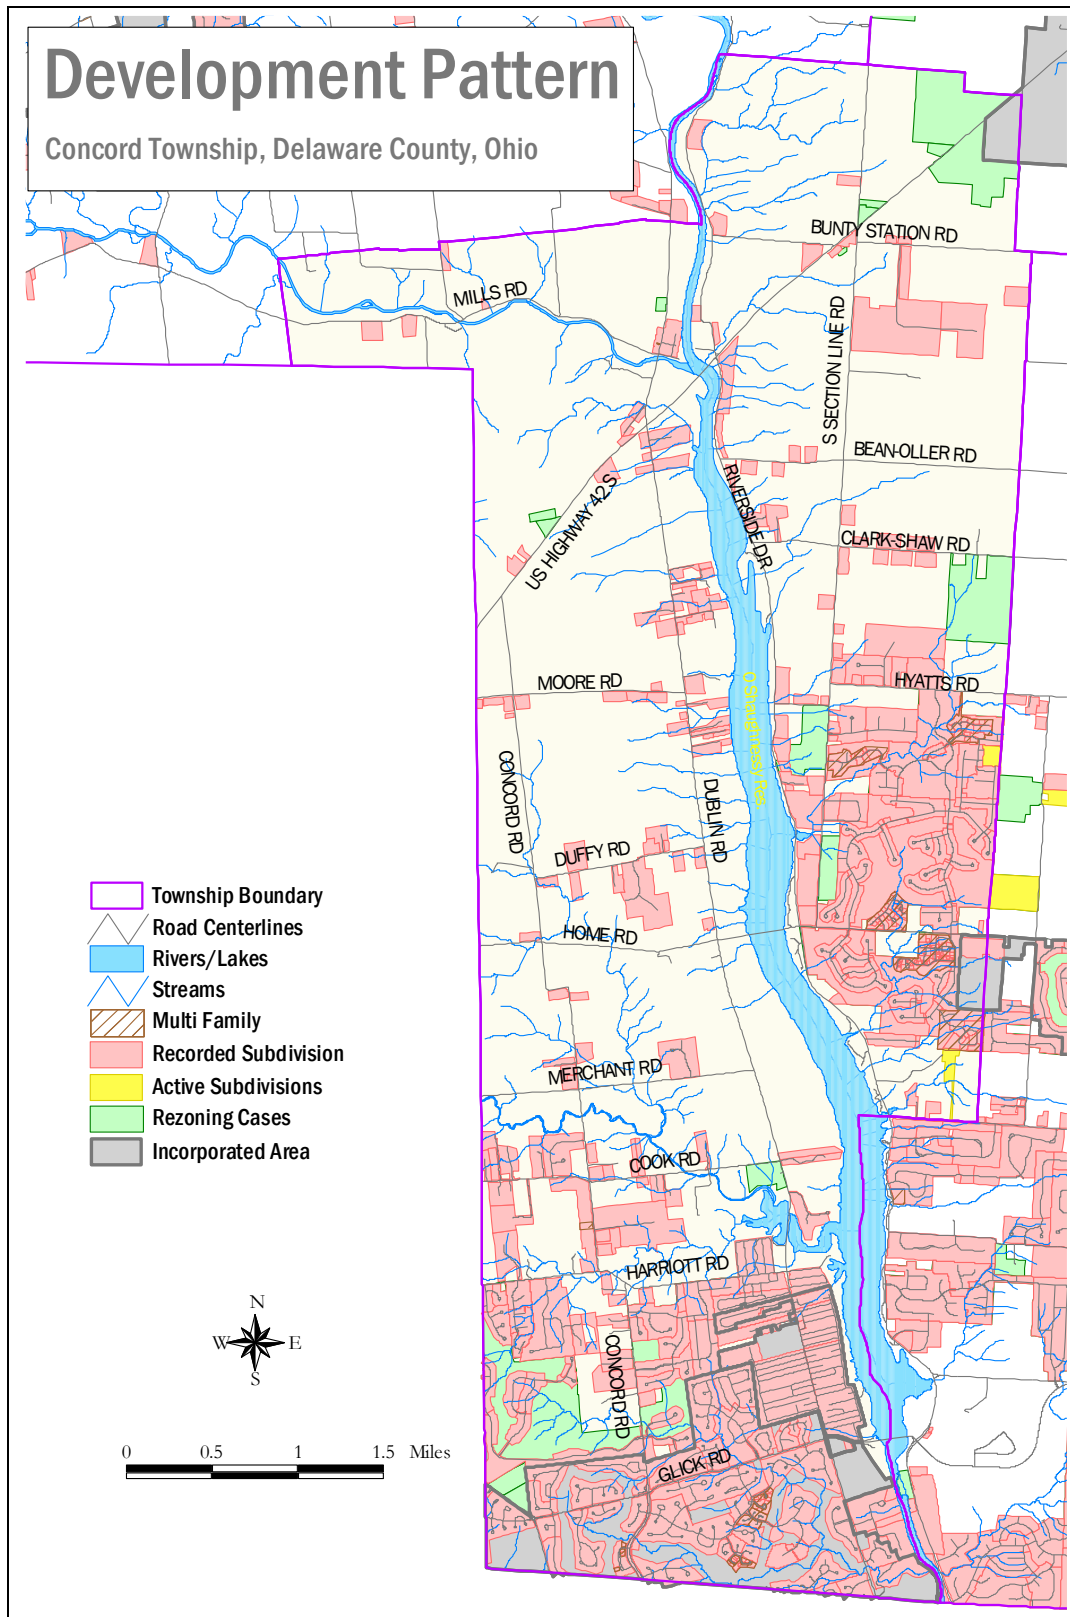 Development Pattern
Concord Township, Delaware County, Ohio
BUNTY STATION RD
MILLS RD
S SECTION LINE RD
BEAN-OLLER RD
RIVERSIDE DR
US HIGHWAY 42 S
CLARK-SHAW RD
MOORE RD
HYATTS RD
O'Shaughnessy Res.
CONCORD RD
DUBLIN RD
DUFFY RD
HOME RD
Township Boundary
Road Centerlines
Rivers/Lakes
Streams
Multi Family
Recorded Subdivision
Active Subdivisions
Rezoning Cases
Incorporated Area
MERCHANT RD
COOK RD
HARRIOTT RD
CONCORD RD
GLICK RD
N
W E
S
0 0.5 1 1.5 Miles